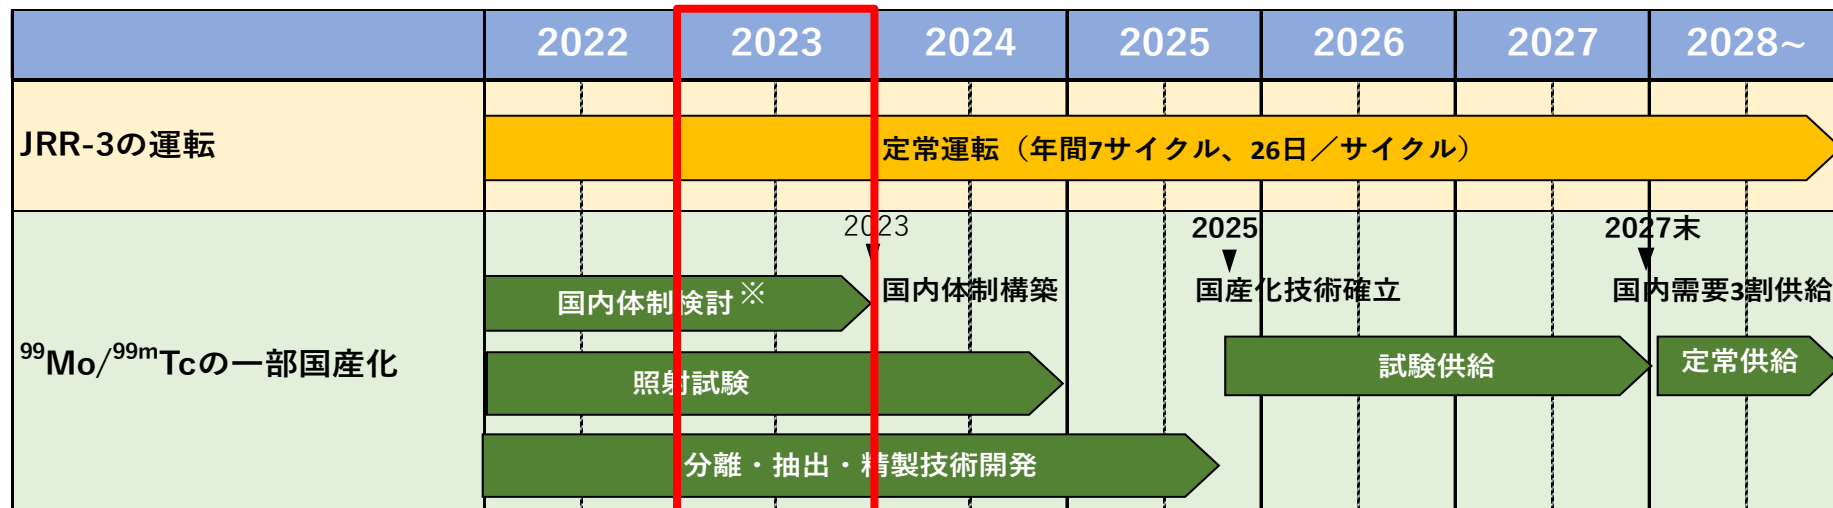 2022 2023 2024 2025 2026 2027 2028~
JRR-3の運転
定常運転（年間7サイクル、26日／サイクル）
2023 2025 2027末
国内体制検討※ 国内体制構築 国産化技術確立 国内需要3割供給
99Mo/99mTcの一部国産化
照射試験 試験供給 定常供給
分離・抽出・精製技術開発